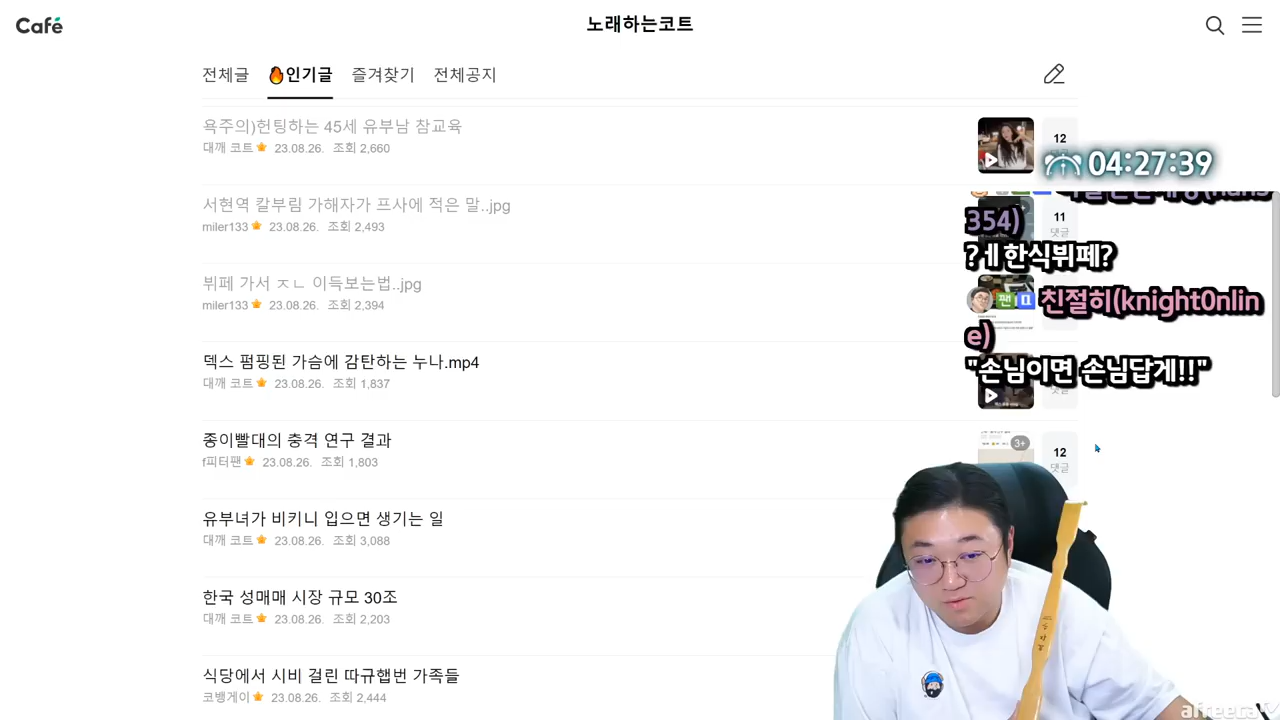 Café
노래하는코트
전체글 🔥인기글 즐겨찾기 전체공지
욕주의)헌팅하는 45세 유부남 참교육
대깨 코트 23.08.26. 조회 2,660
12
04:27:39
서현역 칼부림 가해자가 프사에 적은 말..jpg
miler133 23.08.26. 조회 2,493
11
댓글
354)
?ㅔ 한식뷔페?
뷔페 가서 ㅈㄴ 이득보는법..jpg
miler133 23.08.26. 조회 2,394
팬
친절히(knight0nlin
e)
"손님이면 손님답게!!"
덱스 펌핑된 가슴에 감탄하는 누나.mp4
대깨 코트 23.08.26. 조회 1,837
종이빨대의 충격 연구 결과
f피터팬 23.08.26. 조회 1,803
3+
12
댓글
유부녀가 비키니 입으면 생기는 일
대깨 코트 23.08.26. 조회 3,088
한국 성매매 시장 규모 30조
대깨 코트 23.08.26. 조회 2,203
식당에서 시비 걸린 따규햅번 가족들
코뱅게이 23.08.26. 조회 2,444
afreecaTV